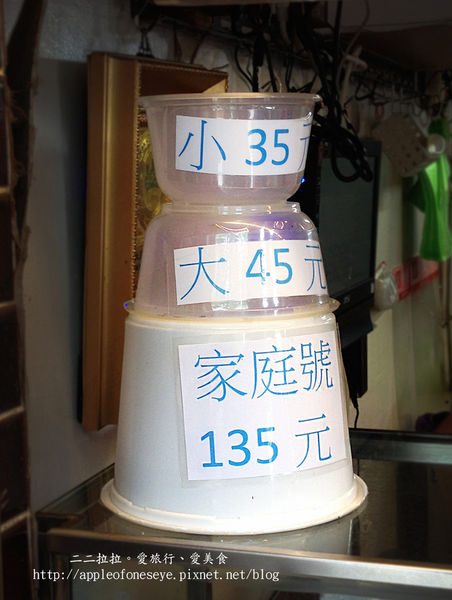 小 35 元
大 45 元
家庭號
135 元
二二拉拉。愛旅行、愛美食
http://appleofoneseye.pixnet.net/blog